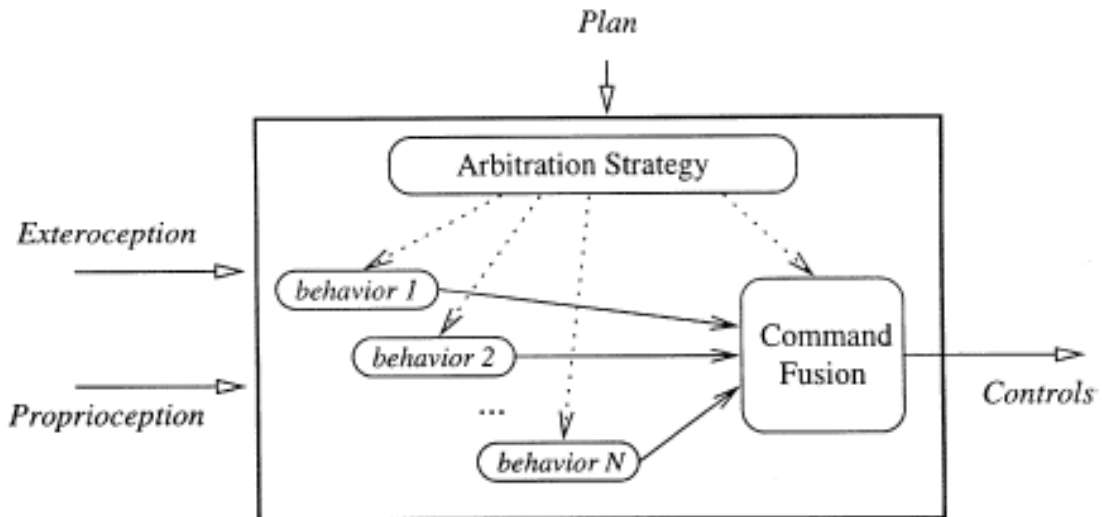 Plan
Arbitration Strategy
Exteroception
behavior 1
behavior 2
Command
Fusion
Controls
Proprioception
...
behavior N